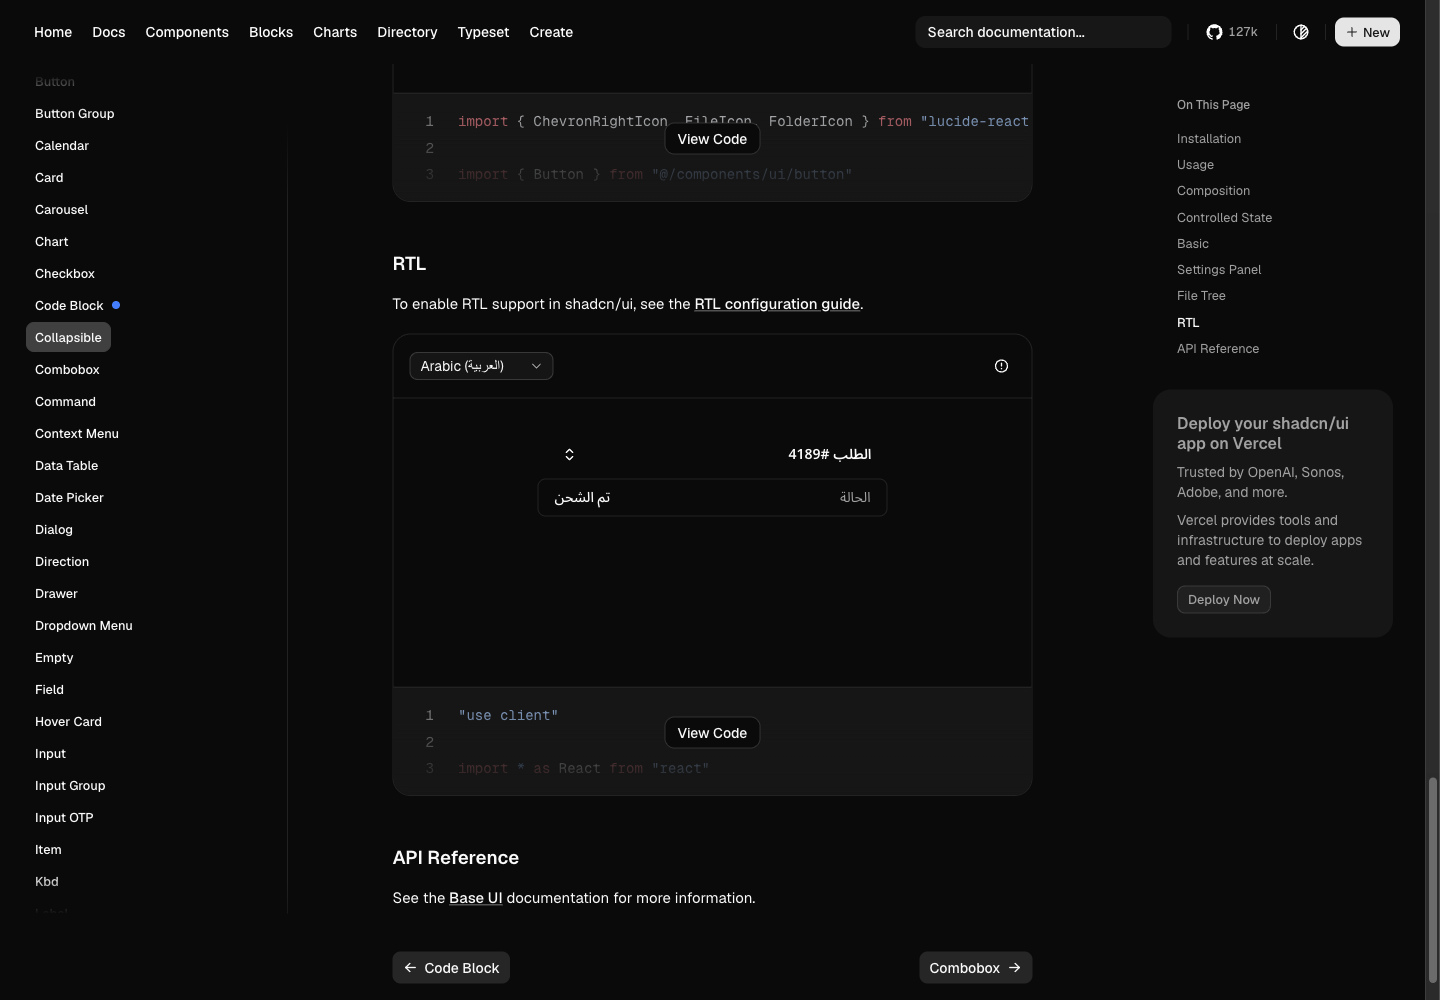 Home Docs Components Blocks Charts Directory Typeset Create
Search documentation...
127k
New
Button
Button Group
Calendar
Card
Carousel
Chart
Checkbox
Code Block
Collapsible
Combobox
Command
Context Menu
Data Table
Date Picker
Dialog
Direction
Drawer
Dropdown Menu
Empty
Field
Hover Card
Input
Input Group
Input OTP
Item
Kbd
Label
1 import { ChevronRightIcon, FileIcon, FolderIcon } from "lucide-react
2
3 import { Button } from "@/components/ui/button"
View Code
RTL
To enable RTL support in shadcn/ui, see the RTL configuration guide.
Arabic (العربية)
الطلب #4189
الحالة
تم الشحن
1 "use client"
2
3 import * as React from "react"
View Code
API Reference
See the Base UI documentation for more information.
Code Block
Combobox
On This Page
Installation
Usage
Composition
Controlled State
Basic
Settings Panel
File Tree
RTL
API Reference
Deploy your shadcn/ui
app on Vercel
Trusted by OpenAI, Sonos,
Adobe, and more.
Vercel provides tools and
infrastructure to deploy apps
and features at scale.
Deploy Now